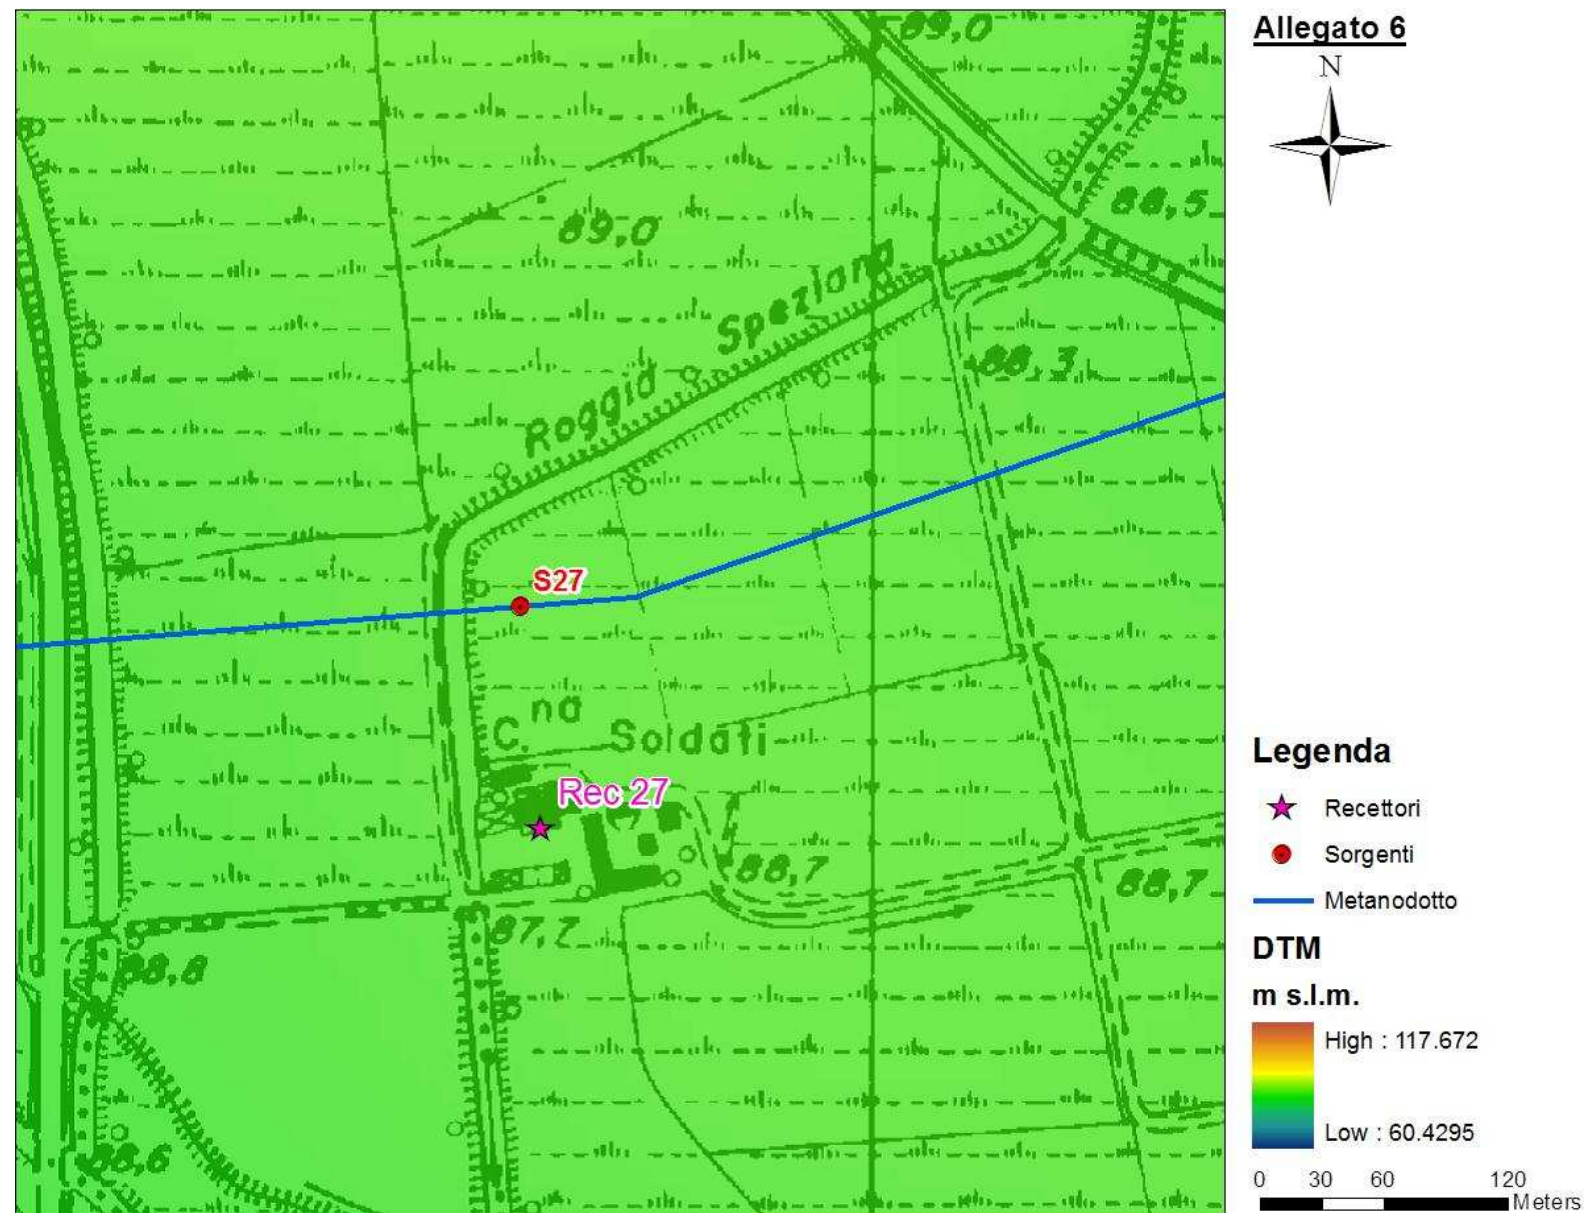 Allegato 6
N
89,0
88,5
89,0
Roggia Speziana
88,3
S27
C.na Soldati
Rec 27
88,7
88,7
87,7
88,8
88,6
Legenda
Recettori
Sorgenti
Metanodotto
DTM
m s.l.m.
High : 117.672
Low : 60.4295
0 30 60 120
Meters